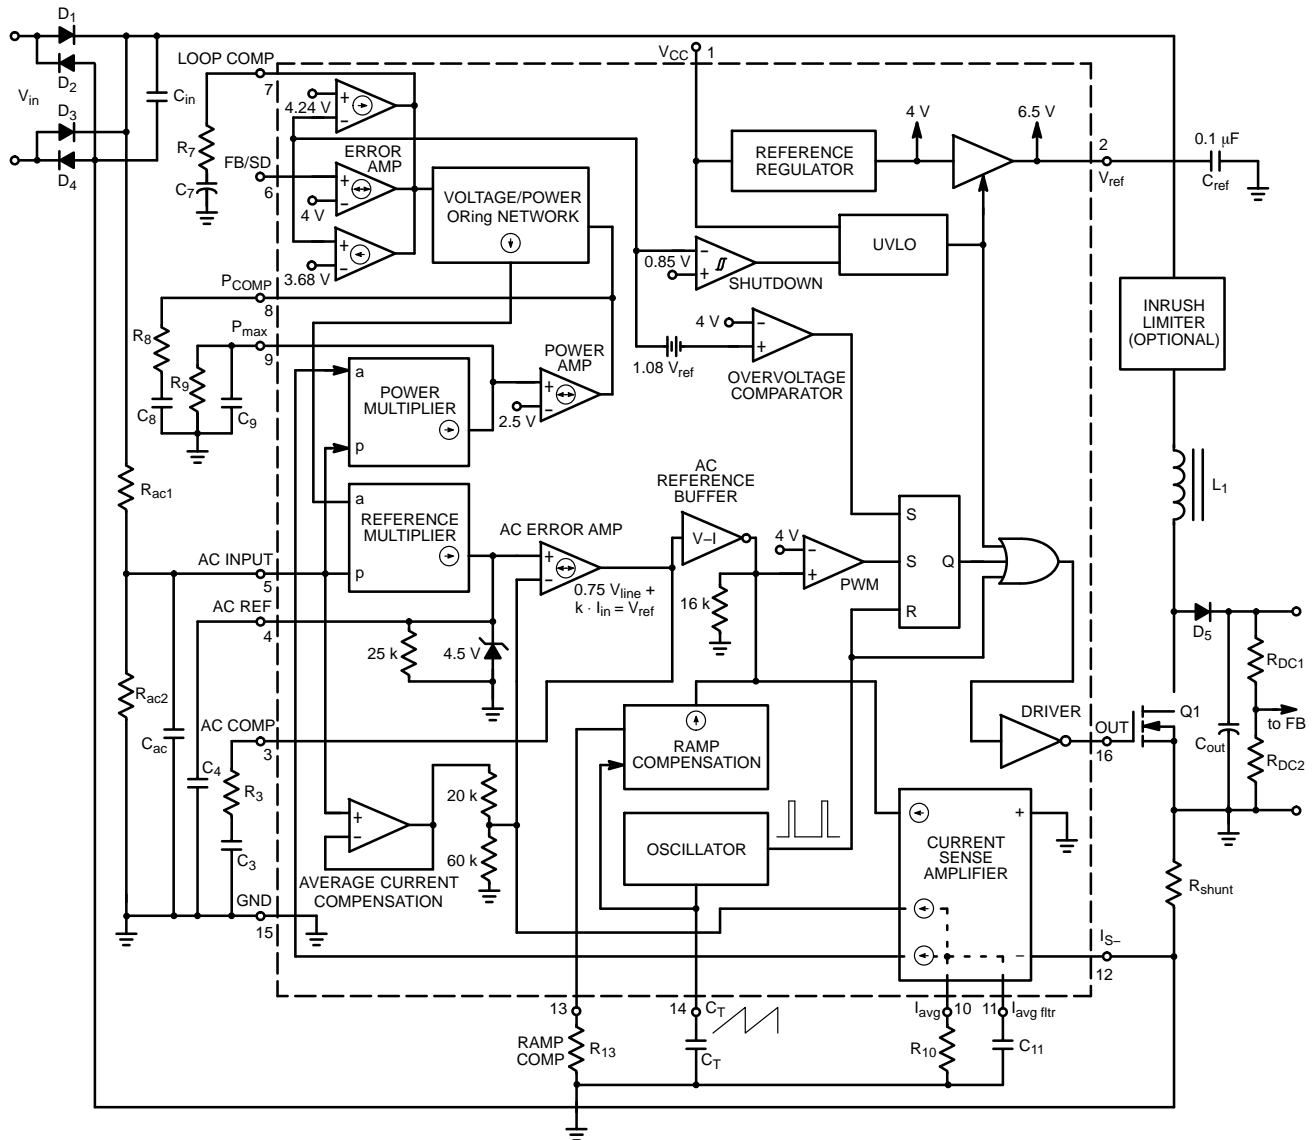 D1
D2
Vin
D3
D4
Cin
LOOP COMP
7
4.24 V
+
−
R7
C7
ERROR
AMP
FB/SD
6
+
−
4 V
+
−
3.68 V
VOLTAGE/POWER
ORing NETWORK
VCC
1
4 V
6.5 V
REFERENCE
REGULATOR
2
Vref
0.1 μF
Cref
UVLO
0.85 V
−
+
SHUTDOWN
4 V
−
+
1.08 Vref
OVERVOLTAGE
COMPARATOR
INRUSH
LIMITER
(OPTIONAL)
PCOMP
8
R8
C8
Pmax
9
R9
C9
a
POWER
MULTIPLIER
p
POWER
AMP
+
−
2.5 V
Rac1
a
REFERENCE
MULTIPLIER
p
AC INPUT
5
AC ERROR AMP
+
−
0.75 Vline +
k · Iin = Vref
AC
REFERENCE
BUFFER
V–I
16 k
4 V
−
+
PWM
S
S
Q
R
L1
AC REF
4
25 k
4.5 V
Rac2
Cac
C4
AC COMP
3
R3
C3
RAMP
COMPENSATION
DRIVER
OUT
16
Q1
D5
Cout
RDC1
to FB
RDC2
+
−
AVERAGE CURRENT
COMPENSATION
20 k
60 k
OSCILLATOR
+
CURRENT
SENSE
AMPLIFIER
−
Rshunt
GND
15
IS–
12
13
RAMP
COMP
R13
14
CT
CT
Iavg
10
R10
11
Iavg fltr
C11